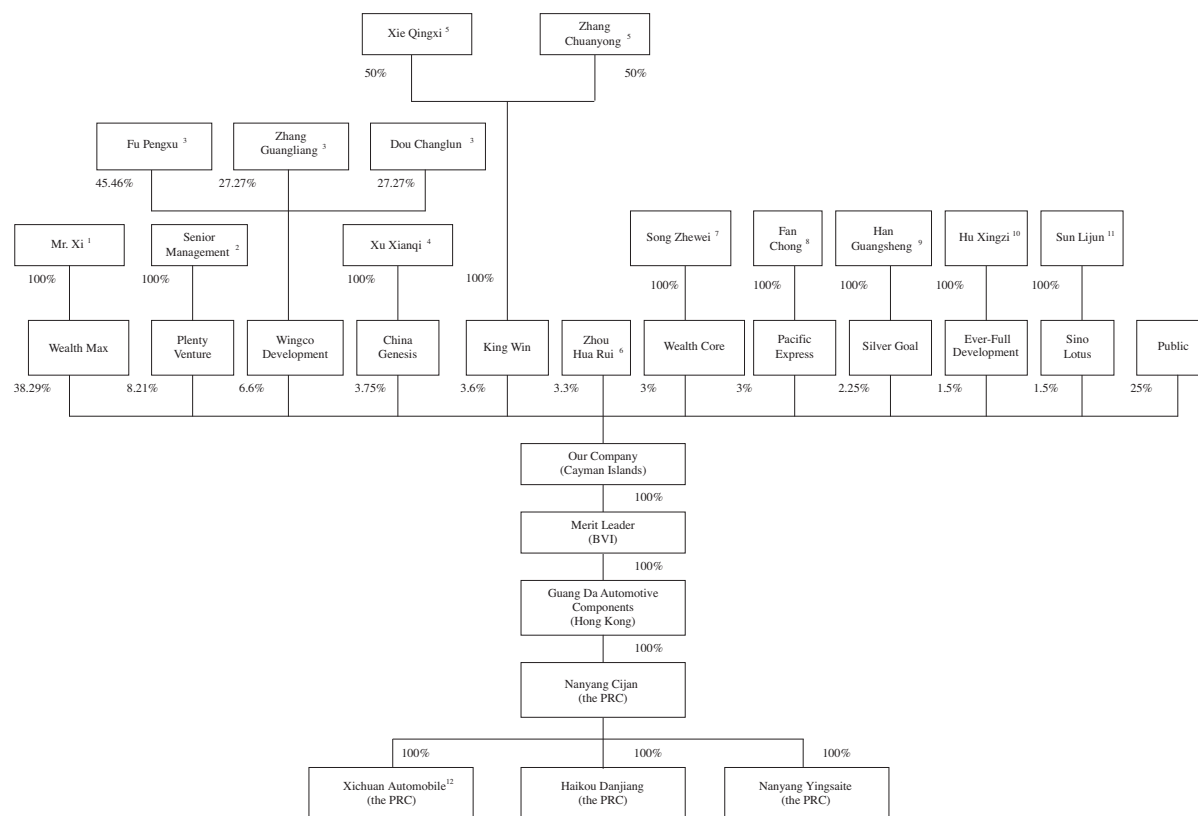 Xie Qingxi 5
Zhang
Chuanyong 5
50%
50%
Fu Pengxu 3
Zhang
Guangliang 3
Dou Changlun 3
45.46%
27.27%
27.27%
Mr. Xi 1
Senior
Management 2
Xu Xianqi 4
Song Zhewei 7
Fan
Chong 8
Han
Guangsheng 9
Hu Xingzi 10
Sun Lijun 11
100%
100%
100%
100%
100%
100%
100%
100%
100%
Wealth Max
Plenty
Venture
Wingco
Development
China
Genesis
King Win
Zhou
Hua Rui 6
Wealth Core
Pacific
Express
Silver Goal
Ever-Full
Development
Sino
Lotus
Public
38.29%
8.21%
6.6%
3.75%
3.6%
3.3%
3%
3%
2.25%
1.5%
1.5%
25%
Our Company
(Cayman Islands)
100%
Merit Leader
(BVI)
100%
Guang Da Automotive
Components
(Hong Kong)
100%
Nanyang Cijan
(the PRC)
100%
100%
100%
Xichuan Automobile12
(the PRC)
Haikou Danjiang
(the PRC)
Nanyang Yingsaite
(the PRC)